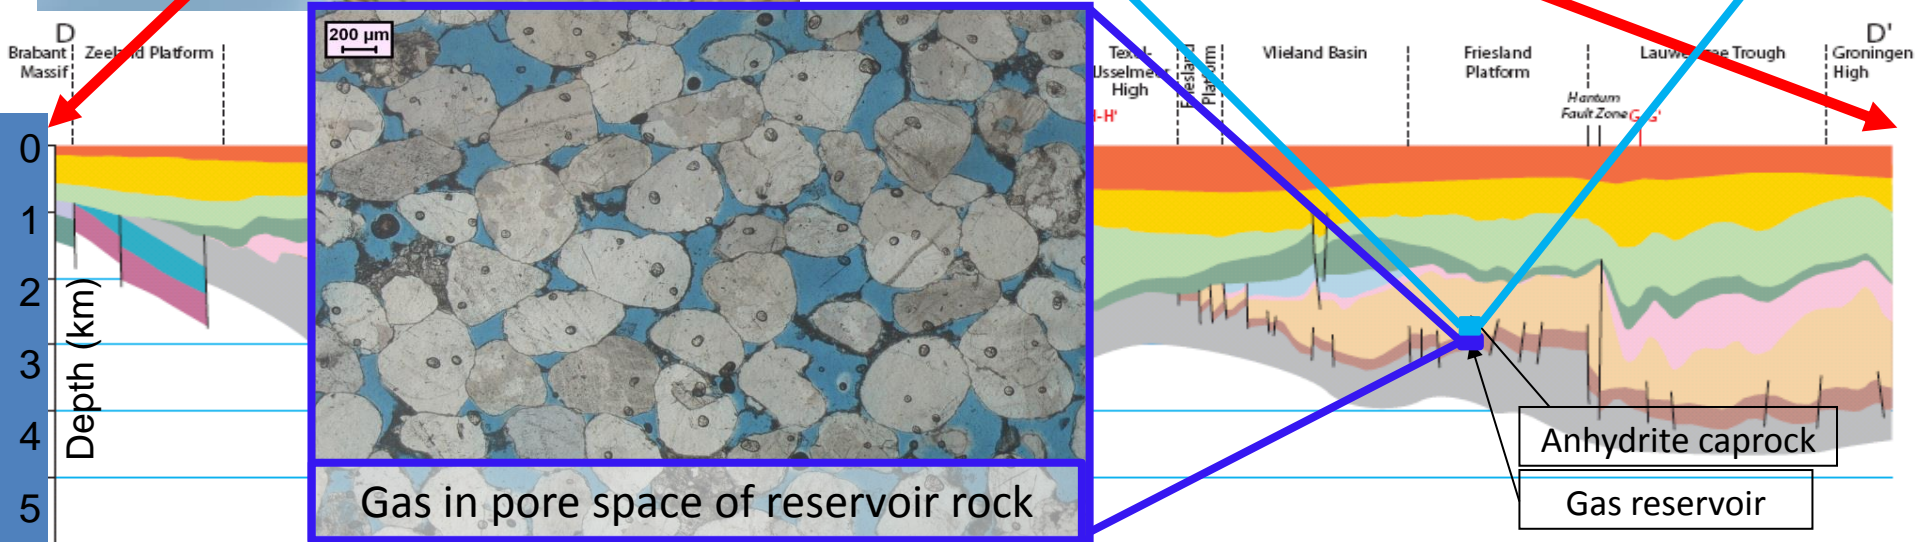 D
Brabant
Massif
Zeeland Platform
200 µm
Texel-
IJsselmeer
High
Friesland
Platform
Vlieland Basin
Friesland
Platform
Hantum
Fault Zone
G-G'
Lauwerszee Trough
D'
Groningen
High
I-H'
0
1
2
3
4
5
Depth (km)
Anhydrite caprock
Gas reservoir
Gas in pore space of reservoir rock